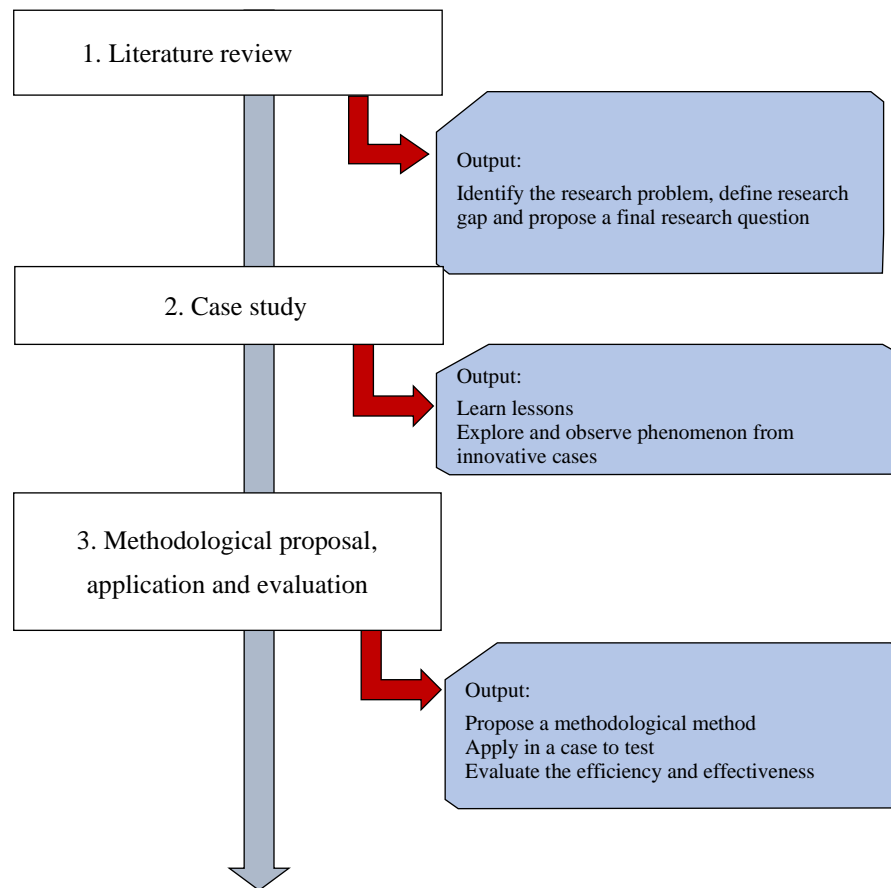 1. Literature review
Output:
Identify the research problem, define research
gap and propose a final research question
2. Case study
Output:
Learn lessons
Explore and observe phenomenon from
innovative cases
3. Methodological proposal,
application and evaluation
Output:
Propose a methodological method
Apply in a case to test
Evaluate the efficiency and effectiveness